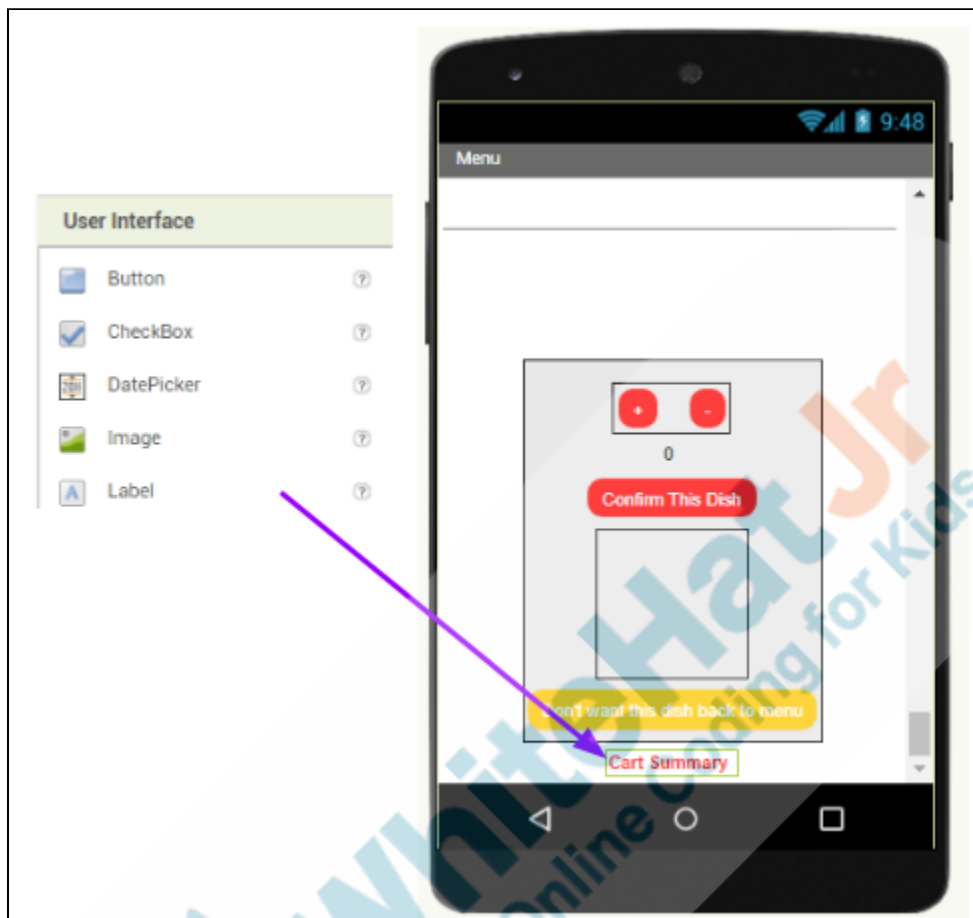 9:48
Menu
User Interface
Button
?
CheckBox
?
DatePicker
?
Image
?
Label
?
+ -
0
Confirm This Dish
Don't want this dish back to menu
Cart Summary
WhiteHat Jr
Online Coding for Kids